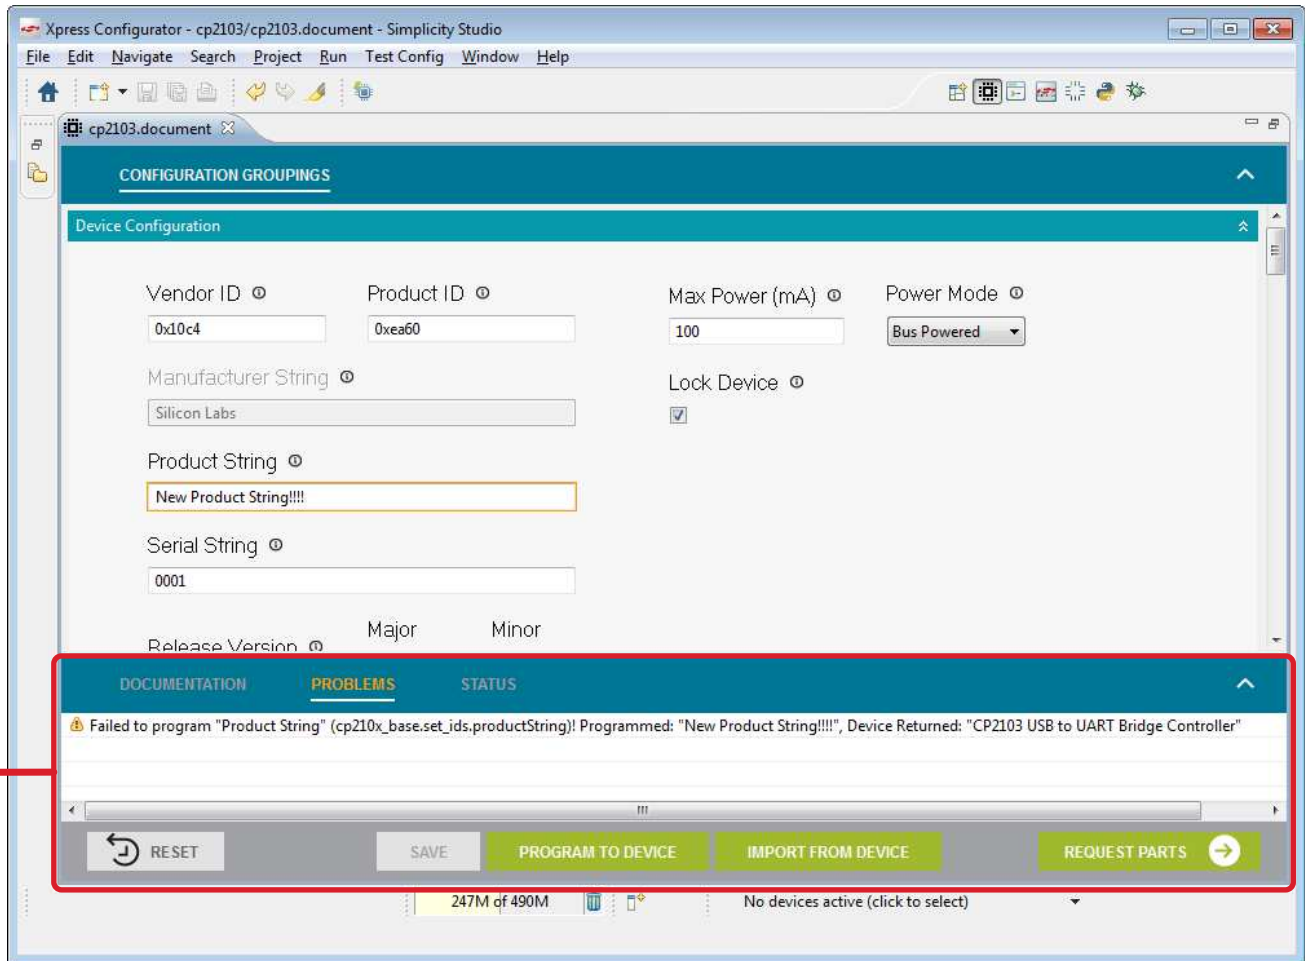 Xpress Configurator - cp2103/cp2103.document - Simplicity Studio
File Edit Navigate Search Project Run Test Config Window Help
cp2103.document
CONFIGURATION GROUPINGS
Device Configuration
Vendor ID Product ID Max Power (mA) Power Mode
0x10c4 0xea60 100 Bus Powered
Manufacturer String Lock Device
Silicon Labs
Product String
New Product String!!!!
Serial String
0001
Major Minor
Release Version
DOCUMENTATION PROBLEMS STATUS
Failed to program "Product String" (cp210x_base.set_ids.productString)! Programmed: "New Product String!!!!", Device Returned: "CP2103 USB to UART Bridge Controller"
RESET SAVE PROGRAM TO DEVICE IMPORT FROM DEVICE REQUEST PARTS
247M of 490M No devices active (click to select)